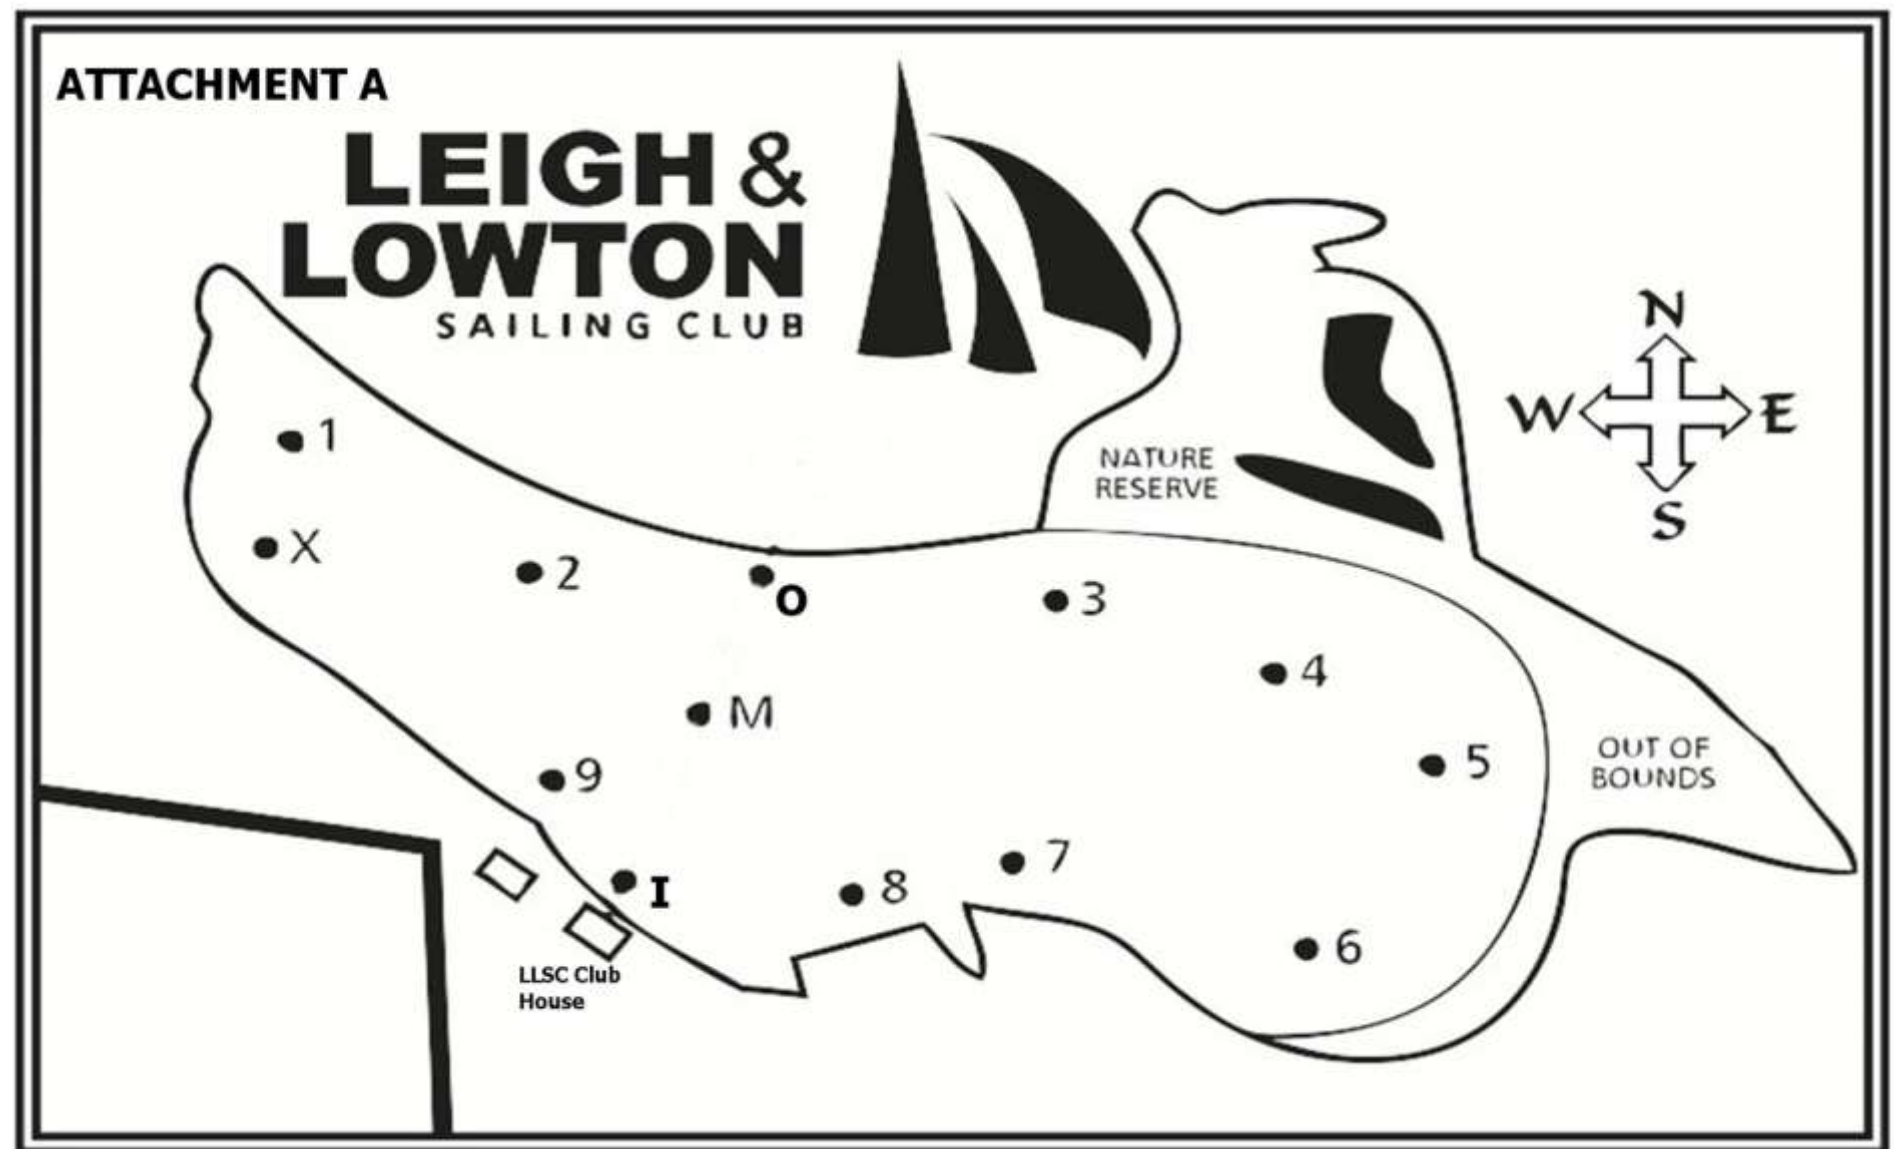 ATTACHMENT A
LEIGH &
LOWTON
SAILING CLUB
N
W E
S
NATURE
RESERVE
1
X
2
O
3
4
M
5
OUT OF
BOUNDS
9
7
8
I
6
LLSC Club
House